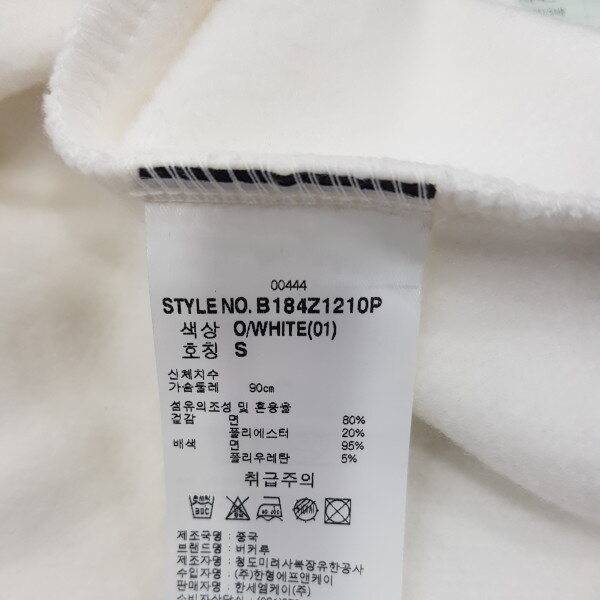 00444
STYLE NO. B184Z1210P
색상 O/WHITE(01)
호칭 S
신체치수
가슴둘레 90cm
섬유의조성 및 혼용율
겉감 면 80%
폴리에스터 20%
배색 면 95%
폴리우레탄 5%
취급주의
30C
제조국명 : 중국
브랜드명 : 버커루
제조자명 : 청도미려사복장유한공사
수입자명 : (주)한형에프앤케이
판매자명 : 한세엠케이(주)